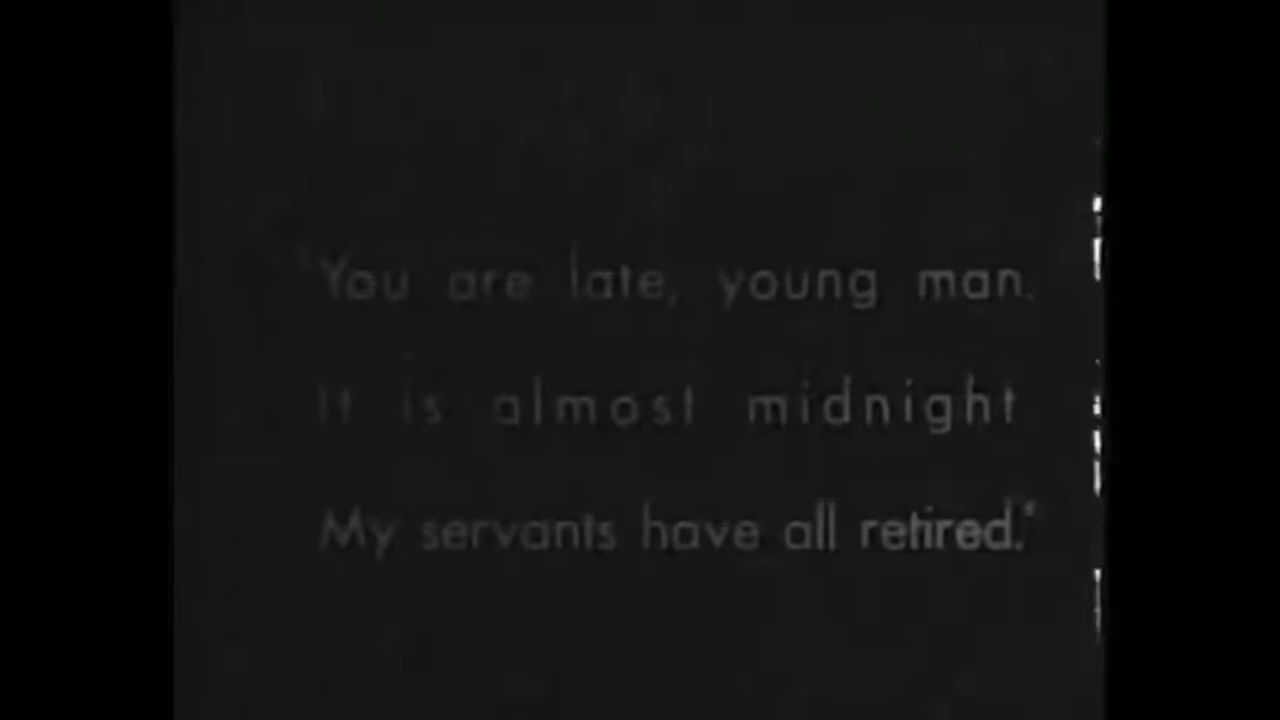 "You are late, young man.
It is almost midnight
My servants have all retired."